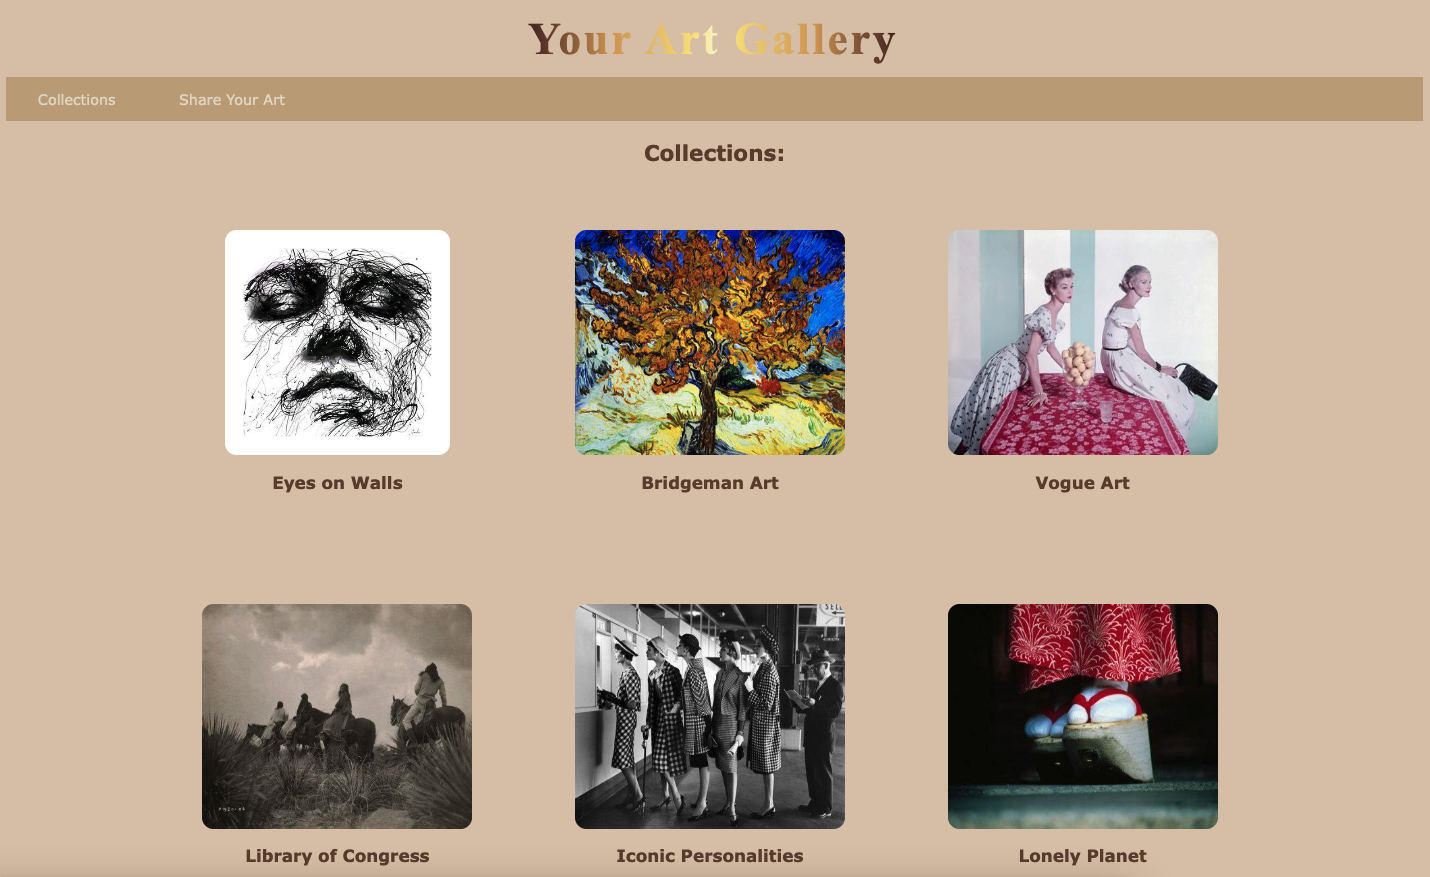 Your Art Gallery
Collections Share Your Art
Collections:
Eyes on Walls Bridgeman Art Vogue Art
SELL
Library of Congress Iconic Personalities Lonely Planet